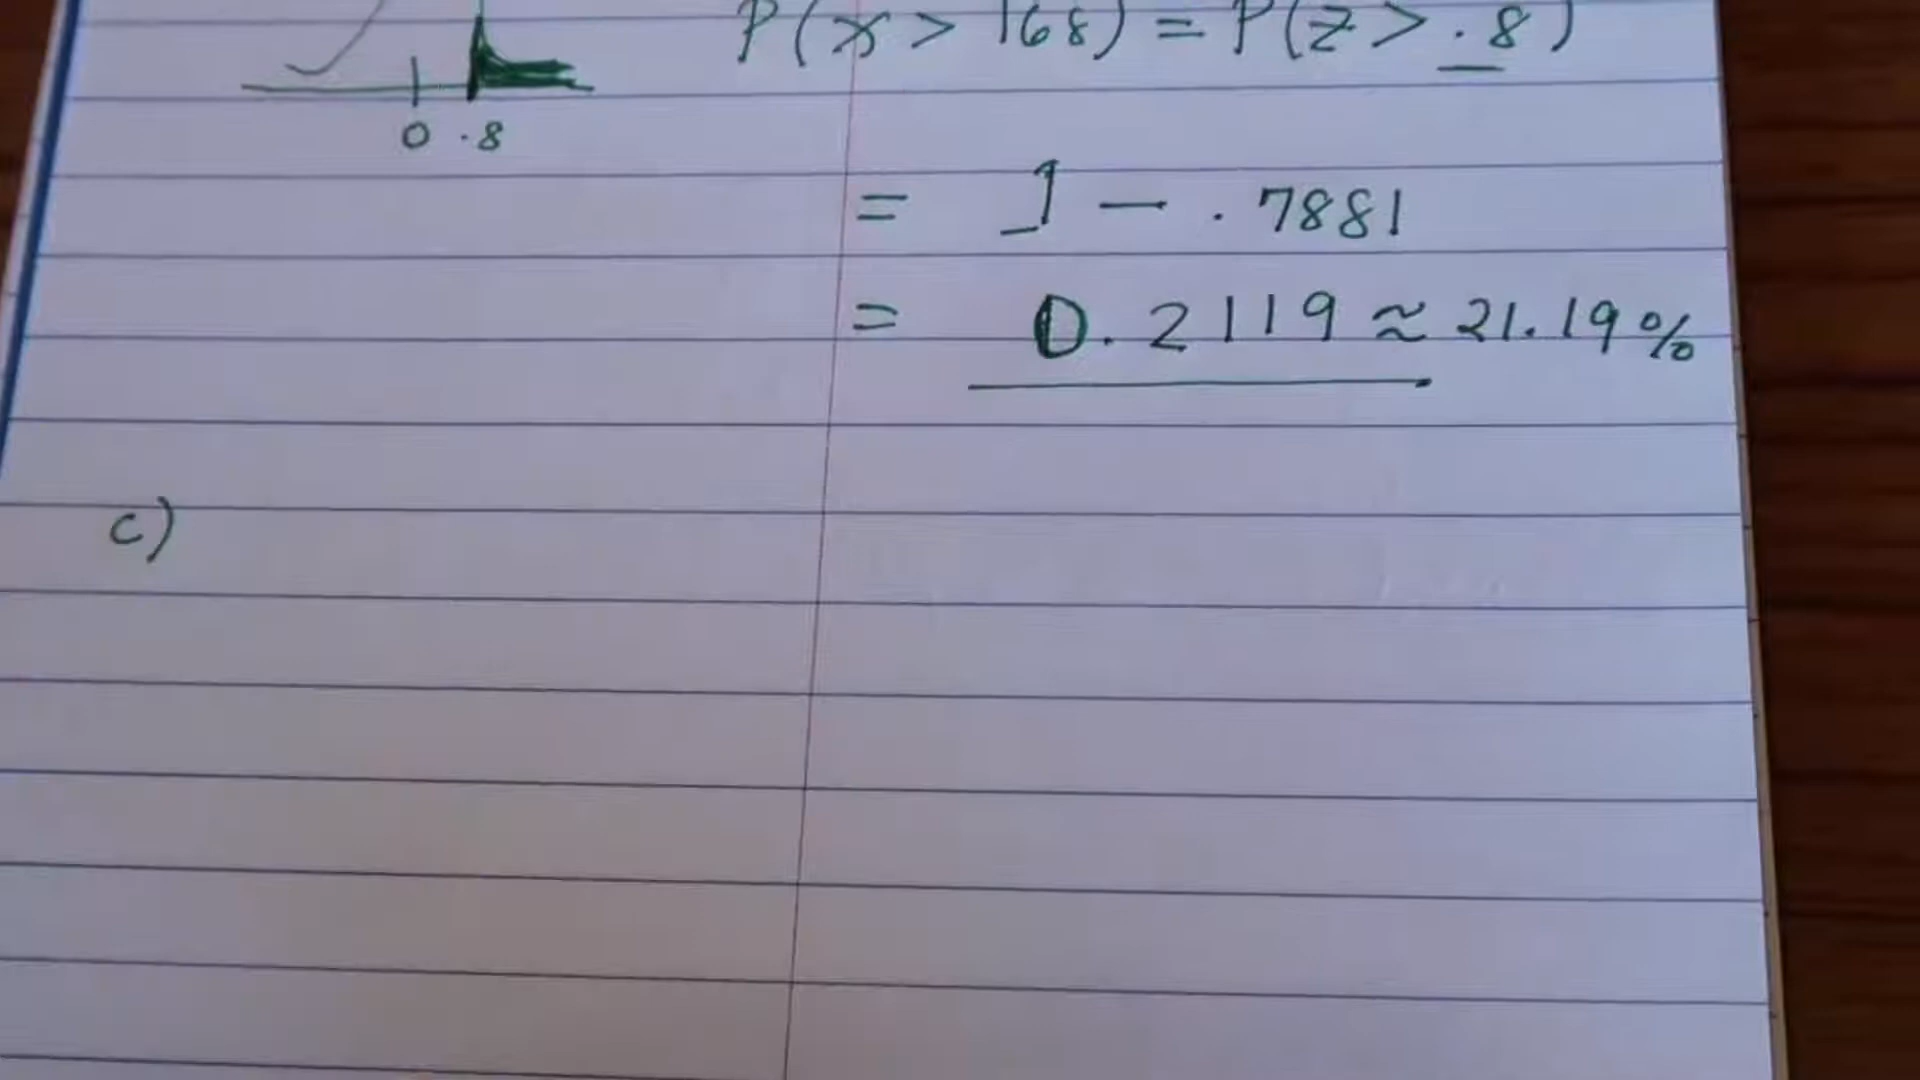 P(x > 168) = P(z > .8)
0 .8
= 1 - .7881
= 0.2119 ≈ 21.19%
c)